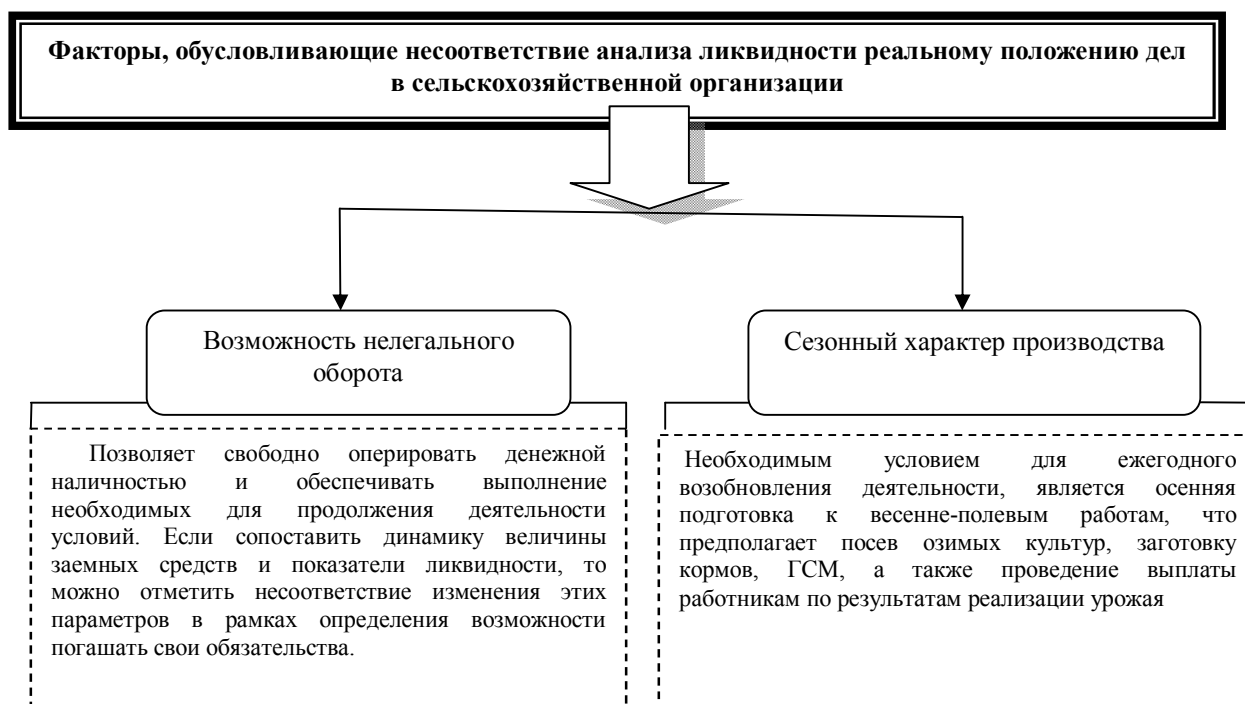 Факторы, обусловливающие несоответствие анализа ликвидности реальному положению дел
в сельскохозяйственной организации
Возможность нелегального
оборота
Позволяет свободно оперировать денежной
наличностью и обеспечивать выполнение
необходимых для продолжения деятельности
условий. Если сопоставить динамику величины
заемных средств и показатели ликвидности, то
можно отметить несоответствие изменения этих
параметров в рамках определения возможности
погашать свои обязательства.
Сезонный характер производства
Необходимым условием для ежегодного
возобновления деятельности, является осенняя
подготовка к весенне-полевым работам, что
предполагает посев озимых культур, заготовку
кормов, ГСМ, а также проведение выплаты
работникам по результатам реализации урожая